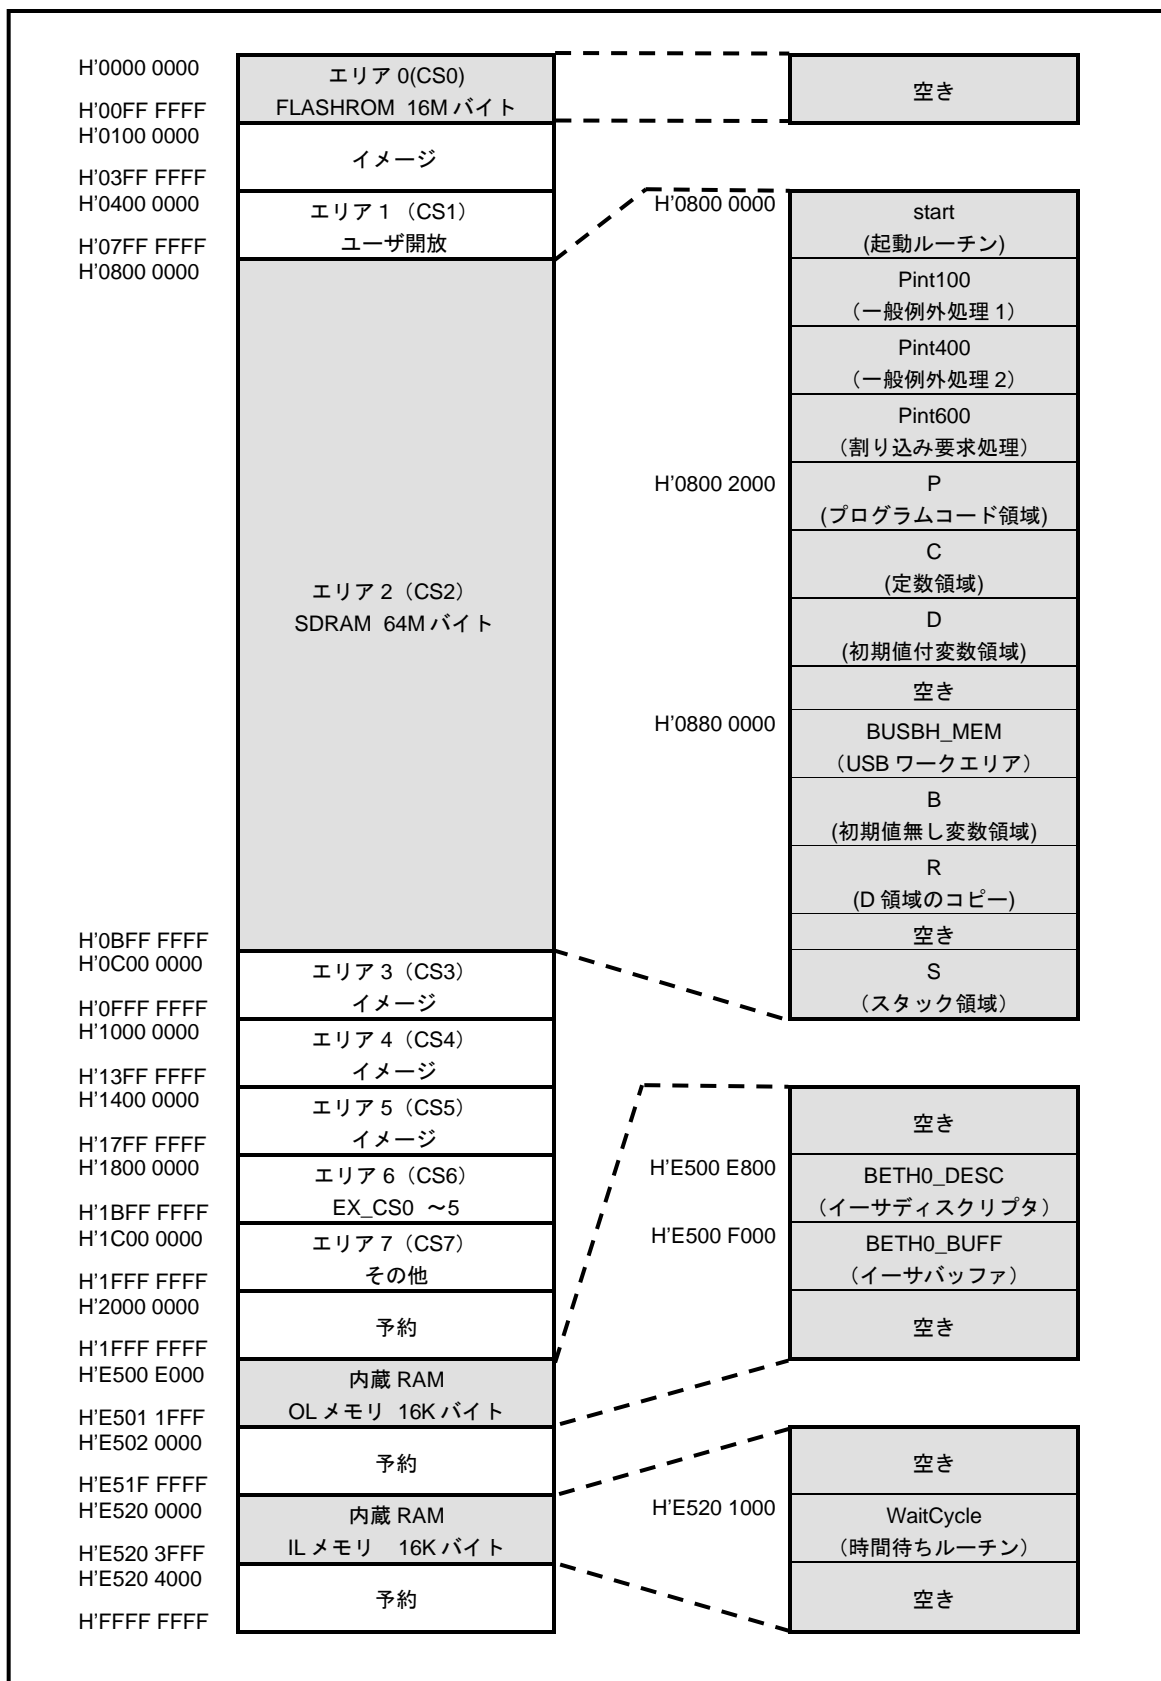 H'0000 0000
エリア 0(CS0)
FLASHROM 16M バイト
空き
H'00FF FFFF
H'0100 0000
イメージ
H'03FF FFFF
H'0400 0000
エリア 1 （CS1）
ユーザ開放
H'07FF FFFF
H'0800 0000
エリア 2（CS2）
SDRAM 64M バイト
H'0BFF FFFF
H'0800 0000
start
(起動ルーチン)
Pint100
（一般例外処理 1）
Pint400
（一般例外処理 2）
Pint600
（割り込み要求処理）
H'0800 2000
P
(プログラムコード領域)
C
(定数領域)
D
(初期値付変数領域)
空き
H'0880 0000
BUSBH_MEM
（USB ワークエリア）
B
(初期値無し変数領域)
R
(D 領域のコピー)
空き
S
（スタック領域）
H'0C00 0000
エリア 3（CS3）
イメージ
H'0FFF FFFF
H'1000 0000
エリア 4（CS4）
イメージ
H'13FF FFFF
H'1400 0000
エリア 5（CS5）
イメージ
H'17FF FFFF
H'1800 0000
エリア 6（CS6）
EX_CS0 ～5
H'1BFF FFFF
H'1C00 0000
エリア 7（CS7）
その他
H'1FFF FFFF
H'2000 0000
予約
H'1FFF FFFF
H'E500 E000
内蔵 RAM
OL メモリ 16K バイト
H'E501 1FFF
空き
H'E500 E800
BETH0_DESC
（イーサディスクリプタ）
H'E500 F000
BETH0_BUFF
（イーサバッファ）
空き
H'E502 0000
予約
H'E51F FFFF
H'E520 0000
内蔵 RAM
IL メモリ 16K バイト
H'E520 3FFF
空き
H'E520 1000
WaitCycle
（時間待ちルーチン）
空き
H'E520 4000
予約
H'FFFF FFFF